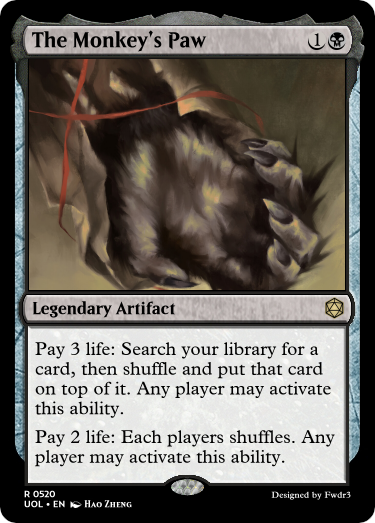 The Monkey's Paw 1
Legendary Artifact
Pay 3 life: Search your library for a
card, then shuffle and put that card
on top of it. Any player may activate
this ability.
Pay 2 life: Each players shuffles. Any
player may activate this ability.
R 0520
UOL • EN Hao Zheng
Designed by Fwdr3